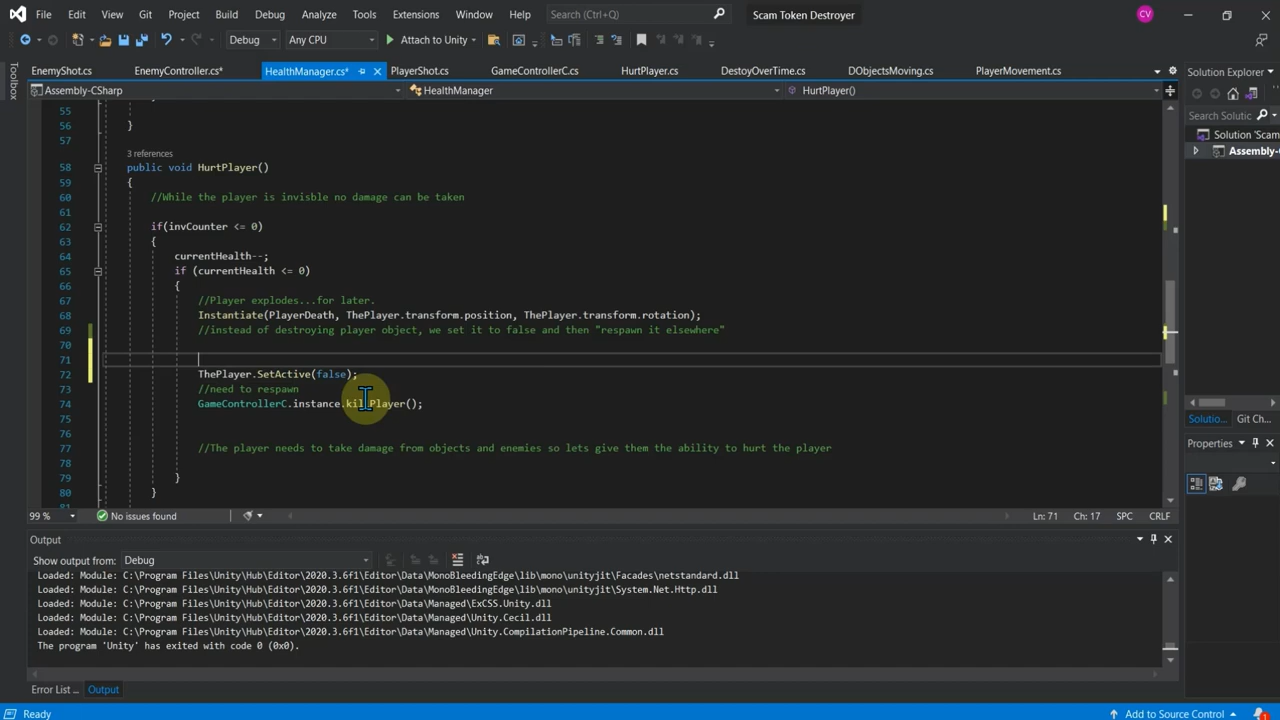 File Edit View Git Project Build Debug Analyze Tools Extensions Window Help Search (Ctrl+Q) Scam Token Destroyer CV
Debug Any CPU Attach to Unity
EnemyShot.cs EnemyController.cs* HealthManager.cs* PlayerShot.cs GameControllerC.cs HurtPlayer.cs DestoyOverTime.cs DObjectsMoving.cs PlayerMovement.cs
Toolbox
Assembly-CSharp HealthManager HurtPlayer()
Solution Explorer
Search Solutic
Solution 'Scam
Assembly-
55
56 }
57
3 references
58 public void HurtPlayer()
59 {
60 //While the player is invisble no damage can be taken
61
62 if(invCounter <= 0)
63 {
64 currentHealth--;
65 if (currentHealth <= 0)
66 {
67 //Player explodes...for later.
68 Instantiate(PlayerDeath, ThePlayer.transform.position, ThePlayer.transform.rotation);
69 //instead of destroying player object, we set it to false and then "respawn it elsewhere"
70
71
72 ThePlayer.SetActive(false);
73 //need to respawn
74 GameControllerC.instance.killPlayer();
75
76
77 //The player needs to take damage from objects and enemies so lets give them the ability to hurt the player
78
79 }
80 }
81
Solutio... Git Ch...
Properties
99 % No issues found Ln: 71 Ch: 17 SPC CRLF
Output
Show output from: Debug
Loaded: Module: C:\Program Files\Unity\Hub\Editor\2020.3.6f1\Editor\Data\MonoBleedingEdge\lib\mono\unityjit\Facades\netstandard.dll
Loaded: Module: C:\Program Files\Unity\Hub\Editor\2020.3.6f1\Editor\Data\MonoBleedingEdge\lib\mono\unityjit\System.Net.Http.dll
Loaded: Module: C:\Program Files\Unity\Hub\Editor\2020.3.6f1\Editor\Data\Managed\ExCSS.Unity.dll
Loaded: Module: C:\Program Files\Unity\Hub\Editor\2020.3.6f1\Editor\Data\Managed\Unity.Cecil.dll
Loaded: Module: C:\Program Files\Unity\Hub\Editor\2020.3.6f1\Editor\Data\Managed\Unity.CompilationPipeline.Common.dll
The program 'Unity' has exited with code 0 (0x0).
Error List ... Output
Ready Add to Source Control